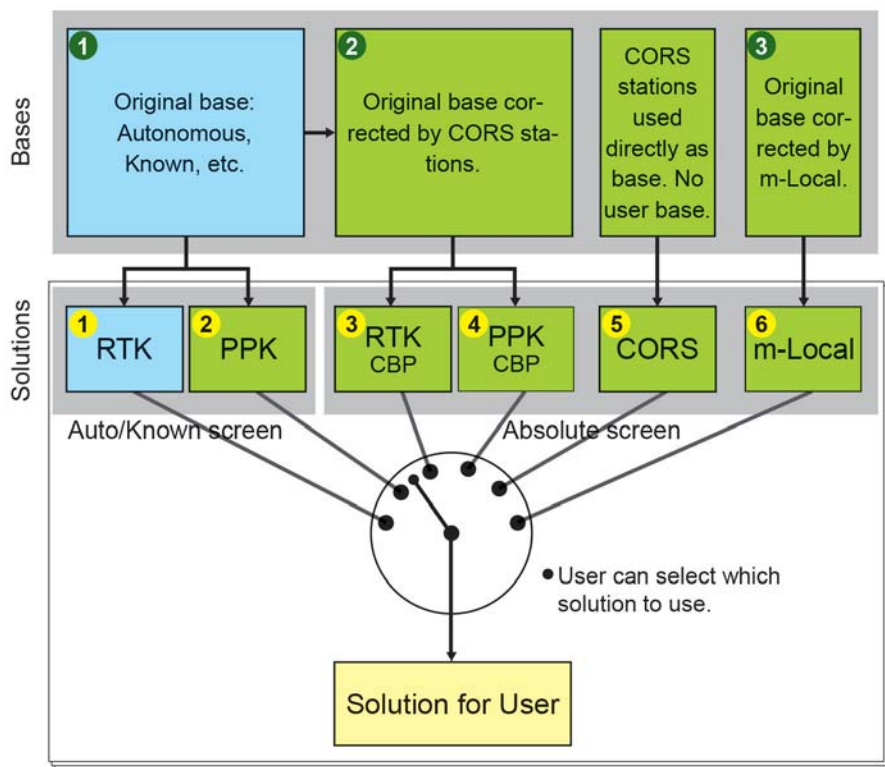 Bases
1
Original base:
Autonomous,
Known, etc.
2
Original base cor-
rected by CORS sta-
tions.
CORS
stations
used
directly as
base. No
user base.
3
Original
base cor-
rected by
m-Local.
Solutions
1
RTK
2
PPK
3
RTK
CBP
4
PPK
CBP
5
CORS
6
m-Local
Auto/Known screen
Absolute screen
User can select which
solution to use.
Solution for User